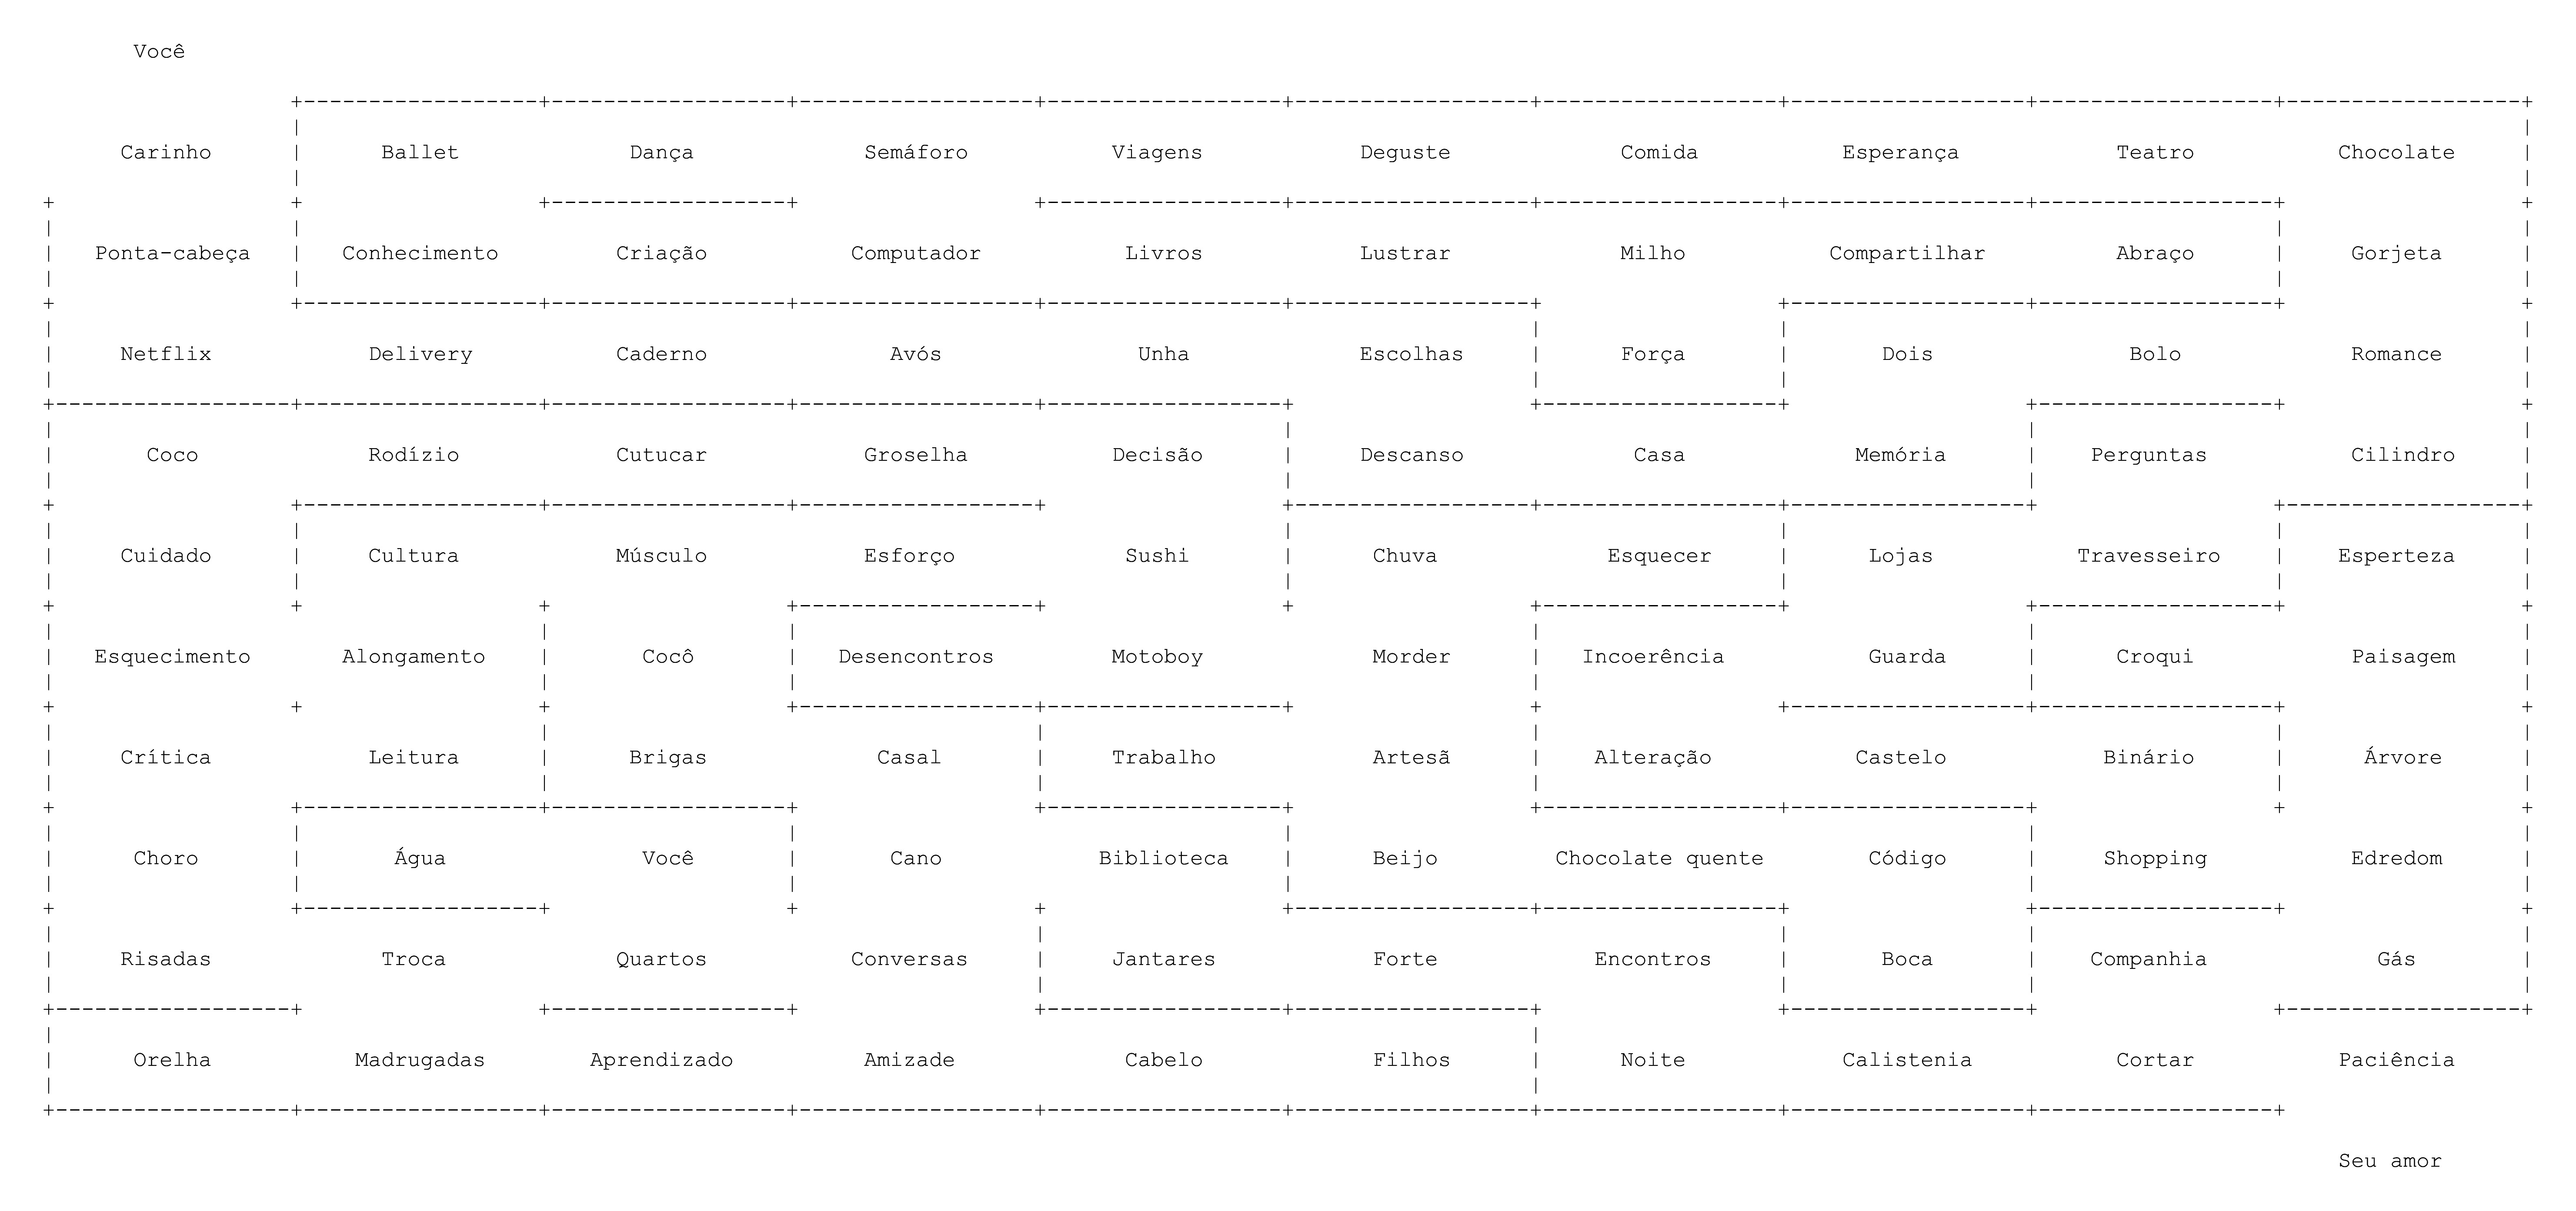 Você
Carinho Ballet Dança Semáforo Viagens Deguste Comida Esperança Teatro Chocolate
Ponta-cabeça Conhecimento Criação Computador Livros Lustrar Milho Compartilhar Abraço Gorjeta
Netflix Delivery Caderno Avós Unha Escolhas Força Dois Bolo Romance
Coco Rodízio Cutucar Groselha Decisão Descanso Casa Memória Perguntas Cilindro
Cuidado Cultura Músculo Esforço Sushi Chuva Esquecer Lojas Travesseiro Esperteza
Esquecimento Alongamento Cocô Desencontros Motoboy Morder Incoerência Guarda Croqui Paisagem
Crítica Leitura Brigas Casal Trabalho Artesã Alteração Castelo Binário Árvore
Choro Água Você Cano Biblioteca Beijo Chocolate quente Código Shopping Edredom
Risadas Troca Quartos Conversas Jantares Forte Encontros Boca Companhia Gás
Orelha Madrugadas Aprendizado Amizade Cabelo Filhos Noite Calistenia Cortar Paciência
Seu amor